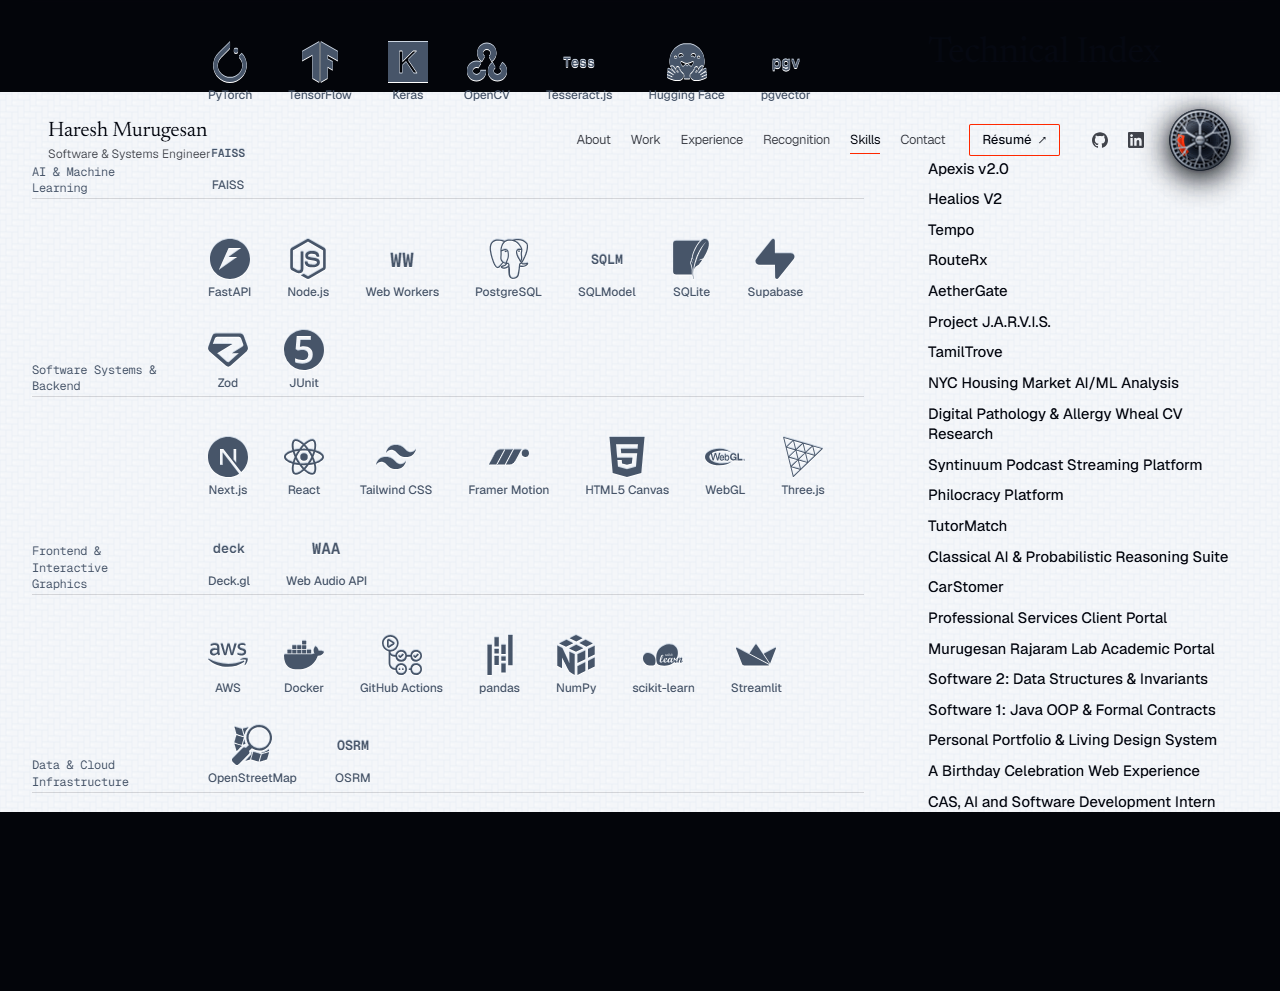 Technical Index
Tess
pgv
PyTorch
TensorFlow
Keras
OpenCV
Tesseract.js
Hugging Face
pgvector
Haresh Murugesan
Software & Systems Engineer
About
Work
Experience
Recognition
Skills
Contact
Résumé ↗
FAISS
FAISS
AI & Machine
Learning
FastAPI
Node.js
WW
Web Workers
PostgreSQL
SQLM
SQLModel
SQLite
Supabase
Zod
5
JUnit
Software Systems &
Backend
Next.js
React
Tailwind CSS
Framer Motion
HTML5 Canvas
WebGL
WebGL
Three.js
deck
Deck.gl
WAA
Web Audio API
Frontend &
Interactive
Graphics
aws
AWS
Docker
GitHub Actions
pandas
NumPy
learn
scikit-learn
Streamlit
OpenStreetMap
OSRM
OSRM
Data & Cloud
Infrastructure
Apexis v2.0
Healios V2
Tempo
RouteRx
AetherGate
Project J.A.R.V.I.S.
TamilTrove
NYC Housing Market AI/ML Analysis
Digital Pathology & Allergy Wheal CV
Research
Syntinuum Podcast Streaming Platform
Philocracy Platform
TutorMatch
Classical AI & Probabilistic Reasoning Suite
CarStomer
Professional Services Client Portal
Murugesan Rajaram Lab Academic Portal
Software 2: Data Structures & Invariants
Software 1: Java OOP & Formal Contracts
Personal Portfolio & Living Design System
A Birthday Celebration Web Experience
CAS, AI and Software Development Intern